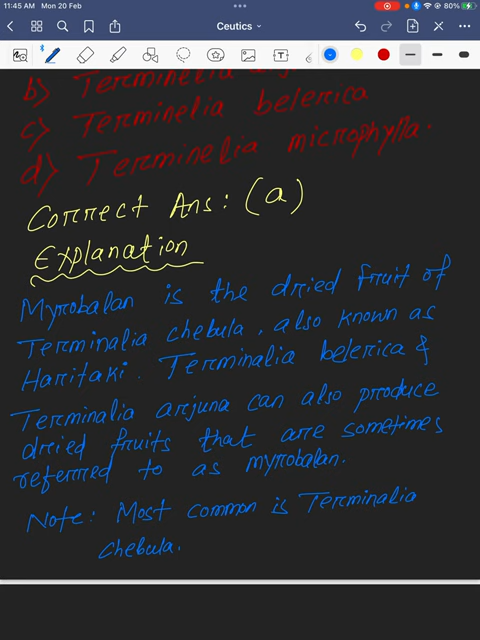 11:45 AM Mon 20 Feb
80%
Ceutics
b) Terminelia
c) Terminelia belerica
d) Terminelia microphylla.
Correct Ans: (a)
Explanation
Myrobalan is the dried fruit of
Terminalia chebula, also known as
Haritaki. Terminalia belerica &
Terminalia arjuna can also produce
dried fruits that are sometimes
referred to as myrobalan.
Note: Most common is Terminalia
chebula.